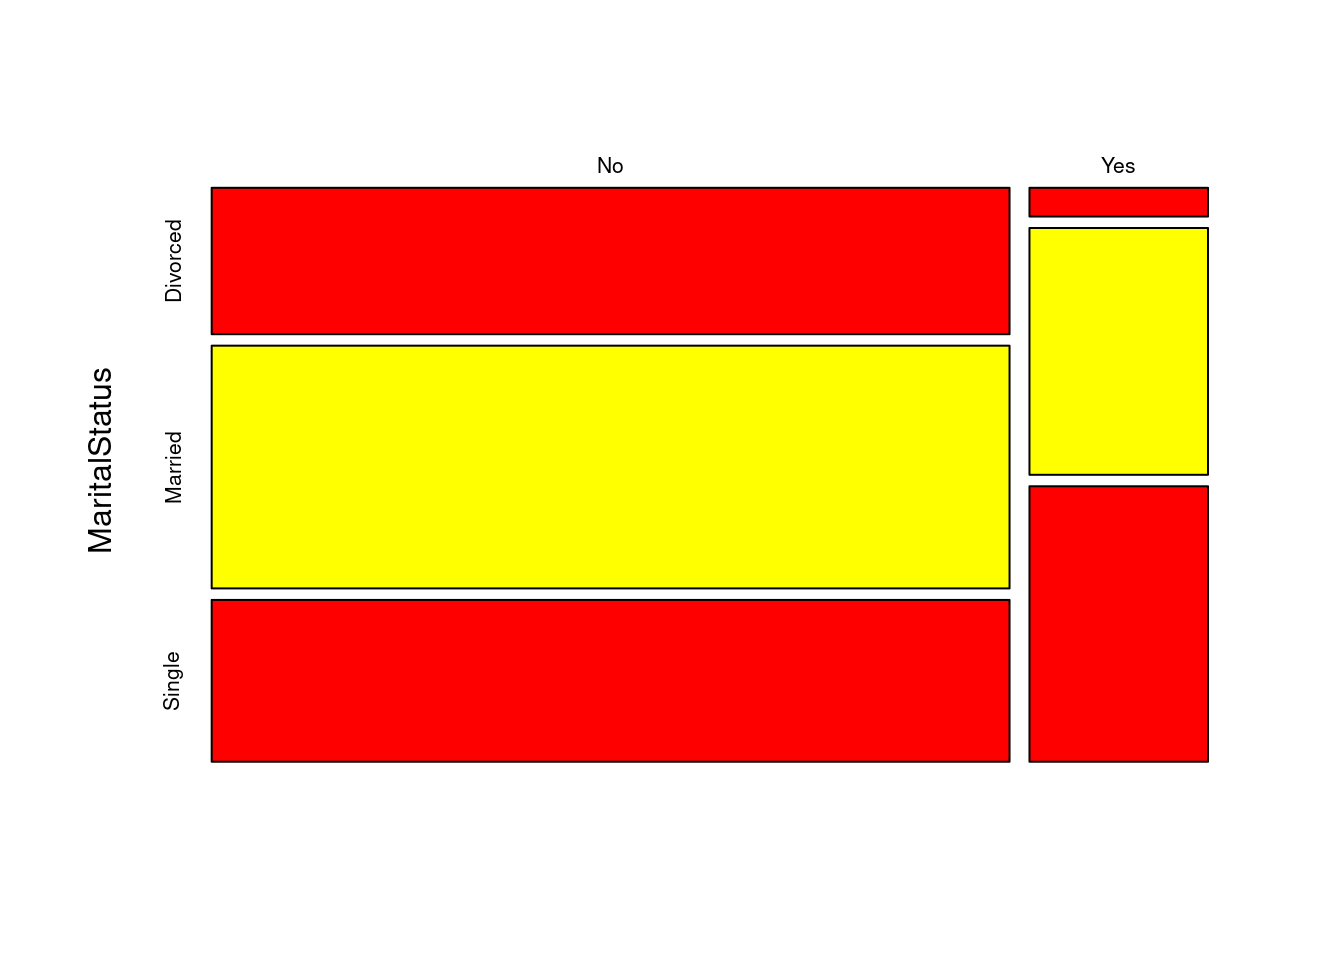 No
Yes
MaritalStatus
Divorced
Married
Single